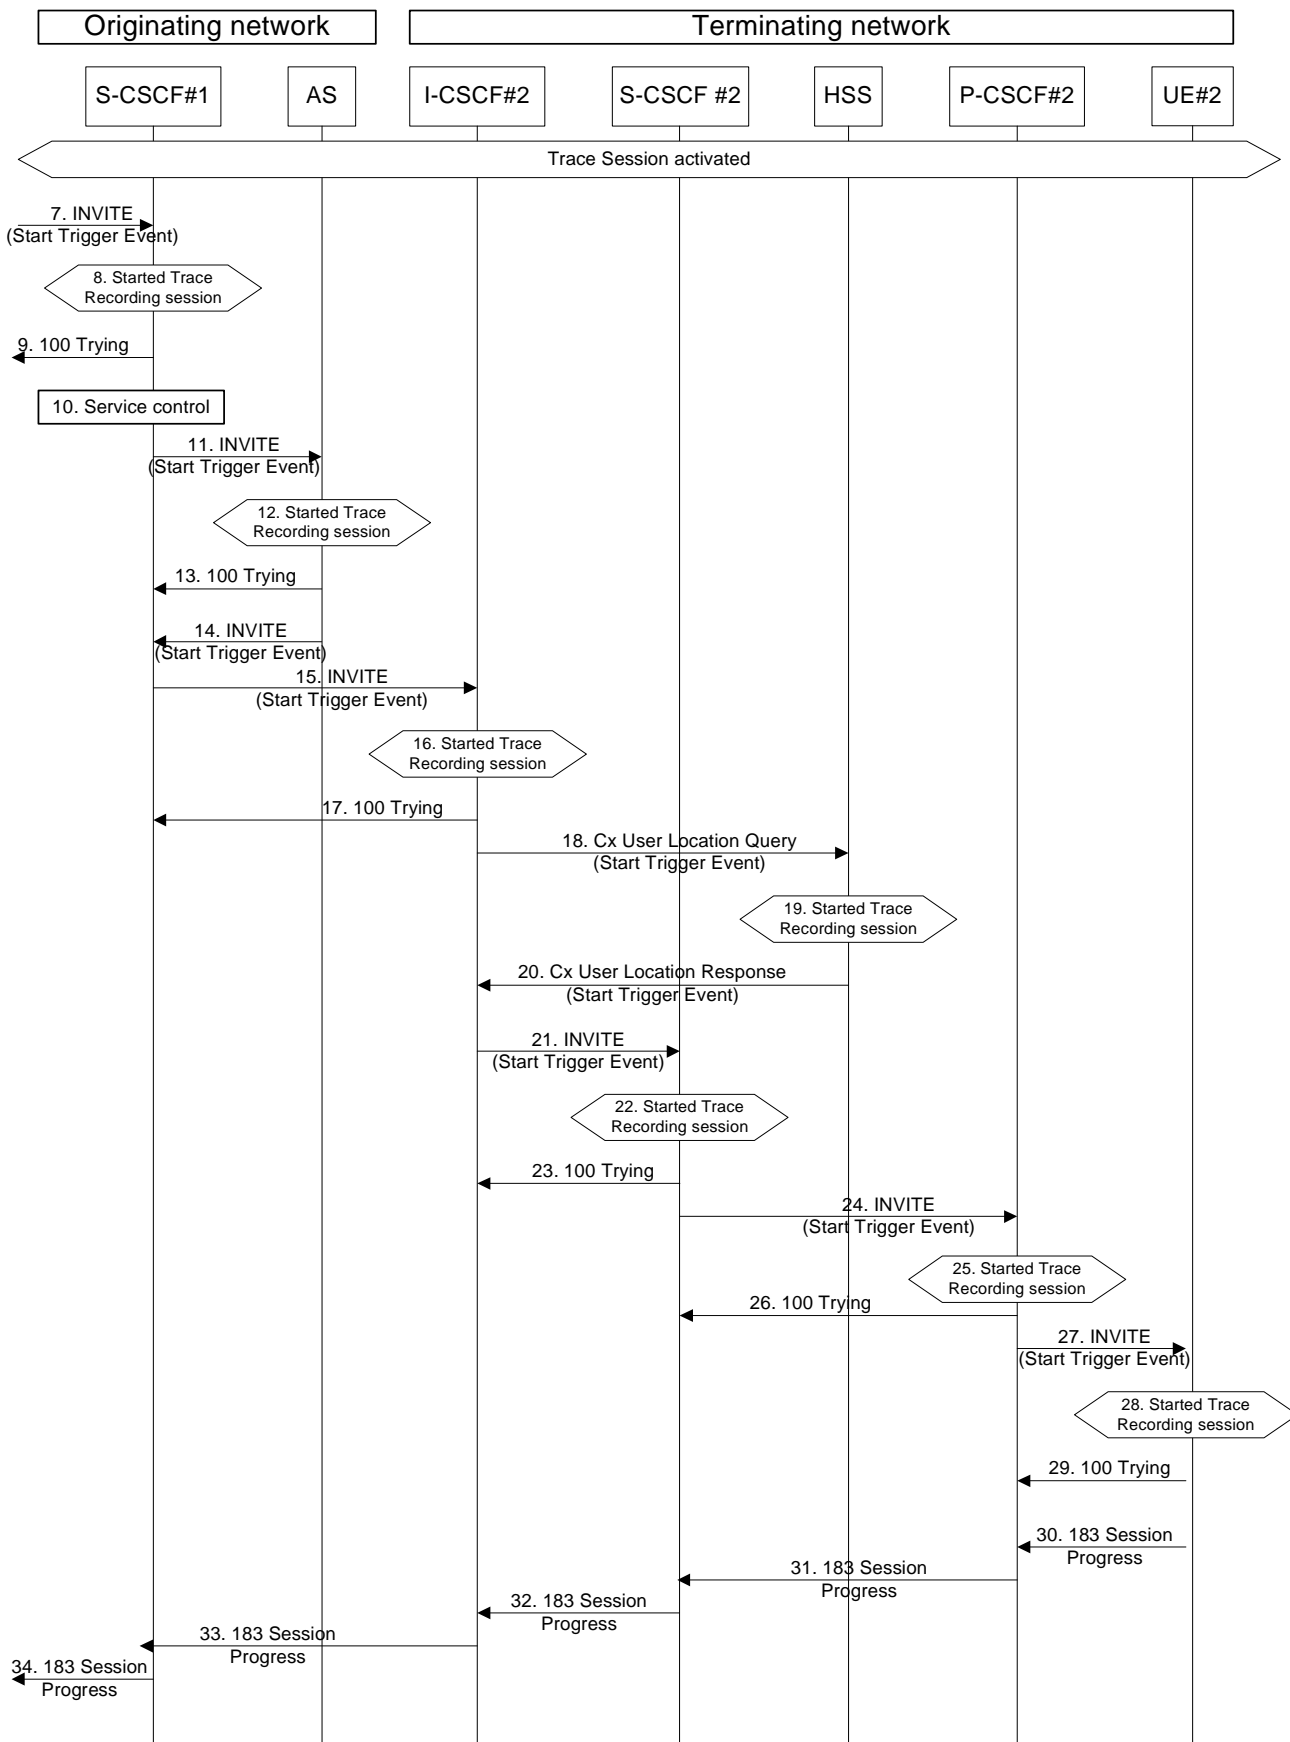 Originating network
Terminating network
S-CSCF#1
AS
I-CSCF#2
S-CSCF #2
HSS
P-CSCF#2
UE#2
Trace Session activated
7. INVITE
(Start Trigger Event)
8. Started Trace
Recording session
9. 100 Trying
10. Service control
11. INVITE
(Start Trigger Event)
12. Started Trace
Recording session
13. 100 Trying
14. INVITE
(Start Trigger Event)
15. INVITE
(Start Trigger Event)
16. Started Trace
Recording session
17. 100 Trying
18. Cx User Location Query
(Start Trigger Event)
19. Started Trace
Recording session
20. Cx User Location Response
(Start Trigger Event)
21. INVITE
(Start Trigger Event)
22. Started Trace
Recording session
23. 100 Trying
24. INVITE
(Start Trigger Event)
25. Started Trace
Recording session
26. 100 Trying
27. INVITE
(Start Trigger Event)
28. Started Trace
Recording session
29. 100 Trying
30. 183 Session
Progress
31. 183 Session
Progress
32. 183 Session
Progress
33. 183 Session
Progress
34. 183 Session
Progress